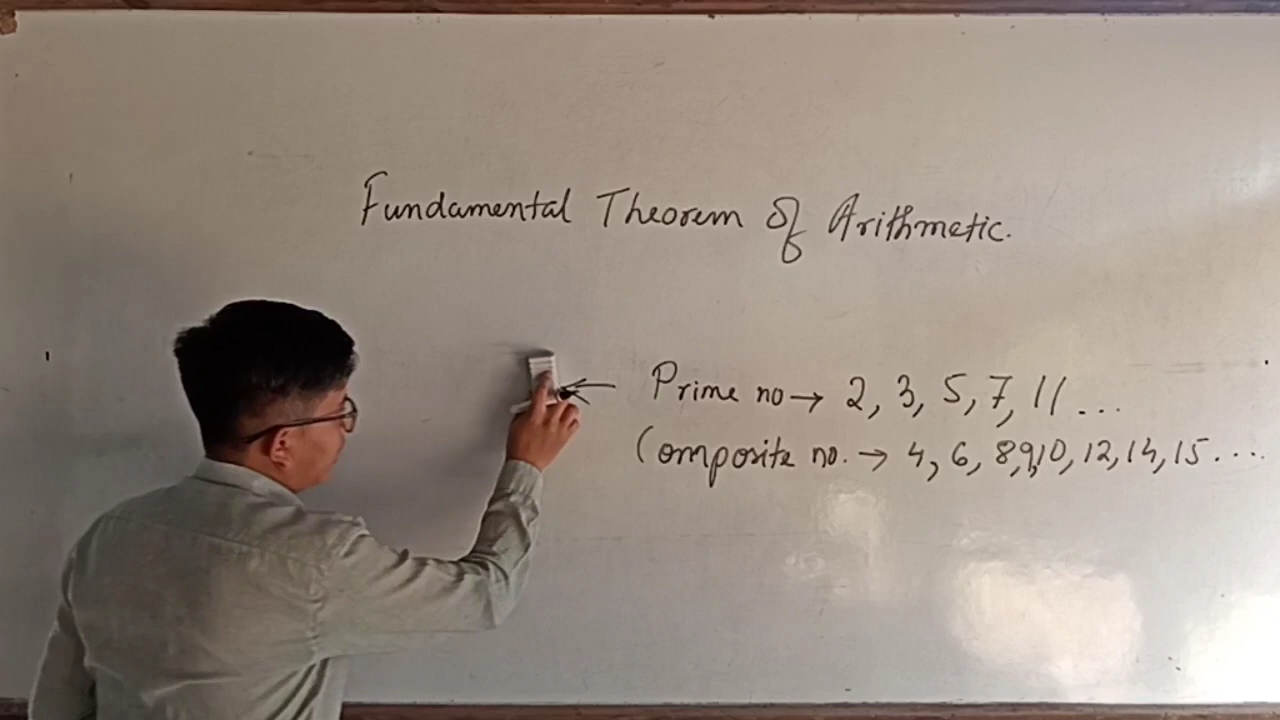 Fundamental Theorem of Arithmetic.
Prime no → 2, 3, 5, 7, 11 ...
Composite no. → 4, 6, 8, 9, 10, 12, 14, 15 ....